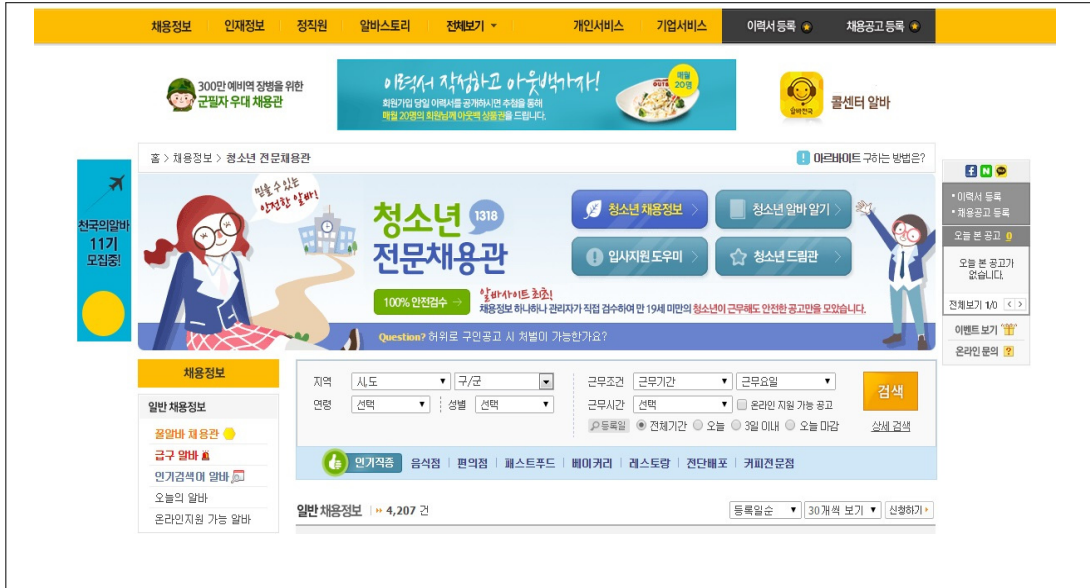 채용정보 인재정보 정직원 알바스토리 전체보기 개인서비스 기업서비스 이력서 등록 채용공고 등록
300만 예비역 장병을 위한
군필자 우대 채용관
이력서 작성하고 아웃백가자!
회원가입 당일 이력서를 공개하시면 추첨을 통해
매월 20명의 회원님께 아웃백 상품권을 드립니다.
매월
20명
알바천국
콜센터 알바
홈 > 채용정보 > 청소년 전문채용관
아르바이트 구하는 방법은?
천국의알바
11기
모집중!
믿을 수 있는
안전한 알바!
청소년 1318
전문채용관
청소년 채용정보 >
청소년 알바 알기 >
입사지원 도우미 >
청소년 드림관 >
100% 안전검수 →
알바사이트 최초!
채용정보 하나하나 관리자가 직접 검수하여 만 19세 미만의 청소년이 근무해도 안전한 공고만을 모았습니다.
Question? 허위로 구인공고 시 처벌이 가능한가요?
이력서 등록
채용공고 등록
오늘 본 공고 0
오늘 본 공고가
없습니다.
전체보기 1/0 < >
이벤트 보기
온라인 문의 ?
채용정보
일반 채용정보
꿀알바 채용관
급구 알바
인기검색어 알바
오늘의 알바
온라인지원 가능 알바
지역 시,도 구/군 근무조건 근무기간 근무요일
연령 선택 성별 선택 근무시간 선택 온라인 지원 가능 공고
등록일 전체기간 오늘 3일 이내 오늘 마감
검색
상세 검색
인기직종 음식점 편의점 패스트푸드 베이커리 레스토랑 전단배포 커피전문점
일반 채용정보 4,207 건
등록일순 30개씩 보기 신청하기